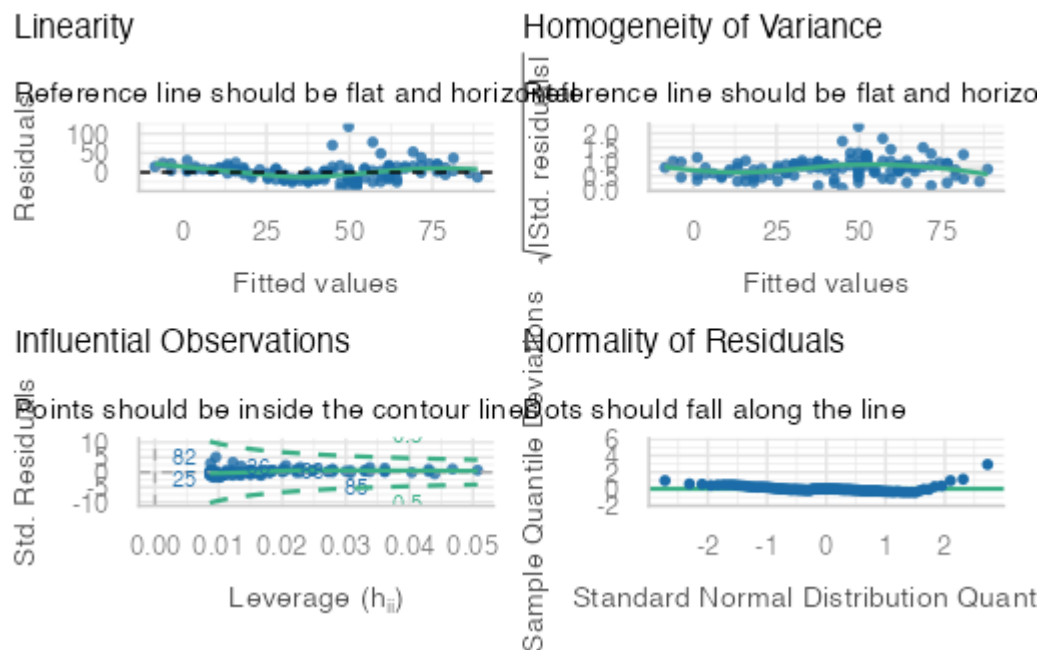 Linearity
Reference line should be flat and horizontal
Residuals
100
50
0
0 25 50 75
Fitted values
Homogeneity of Variance
Reference line should be flat and horizo
√|Std. residuals|
2.0
1.5
1.0
0.5
0.0
0 25 50 75
Fitted values
Influential Observations
Points should be inside the contour lines
Std. Residuals
10
5
0
-5
-10
82
25
85
0.5
0.5
0.00 0.01 0.02 0.03 0.04 0.05
Leverage (hii)
Normality of Residuals
Dots should fall along the line
Sample Quantile Deviations
6
4
2
0
-2
-2 -1 0 1 2
Standard Normal Distribution Quant